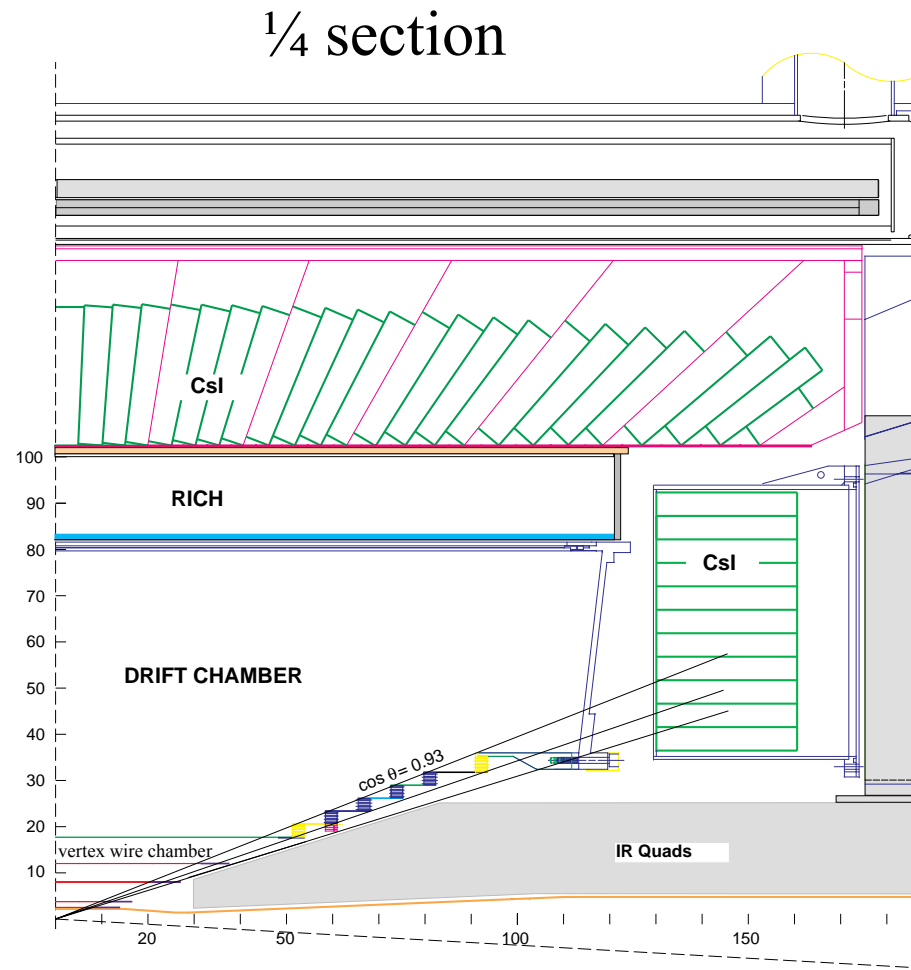 ¼ section
CsI
100
90
RICH
80
CsI
70
60
DRIFT CHAMBER
50
40
cos θ= 0.93
30
20
vertex wire chamber
IR Quads
10
20
50
100
150